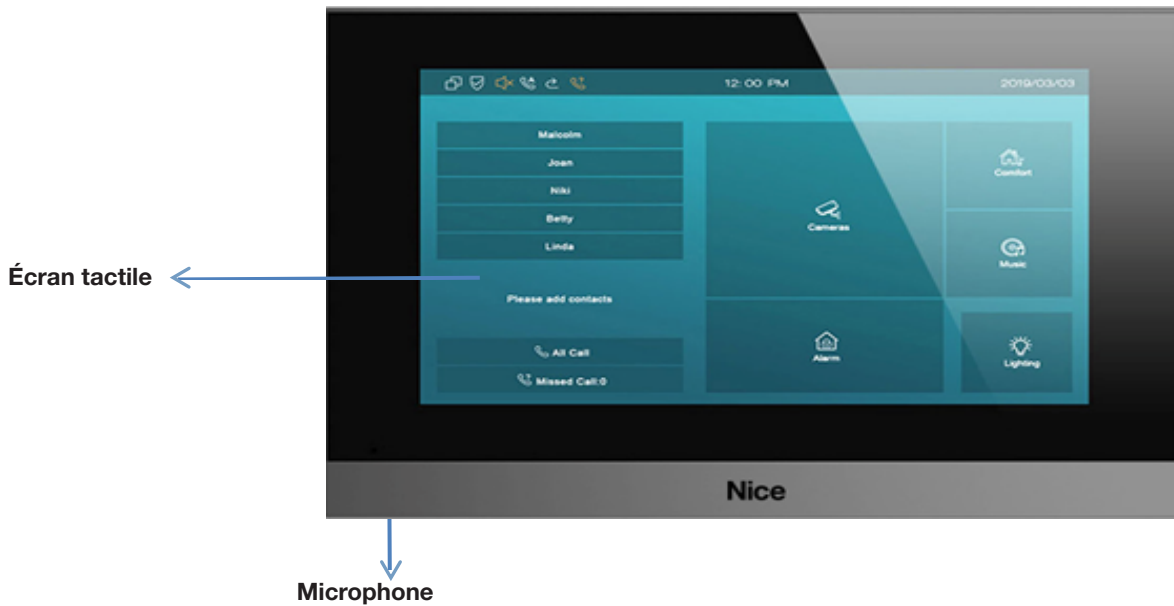 12:00 PM
2019/03/03
Malcolm
Joan
Niki
Betty
Linda
Please add contacts
All Call
Missed Call:0
Cameras
Alarm
Comfort
Music
Lighting
Écran tactile
Nice
Microphone